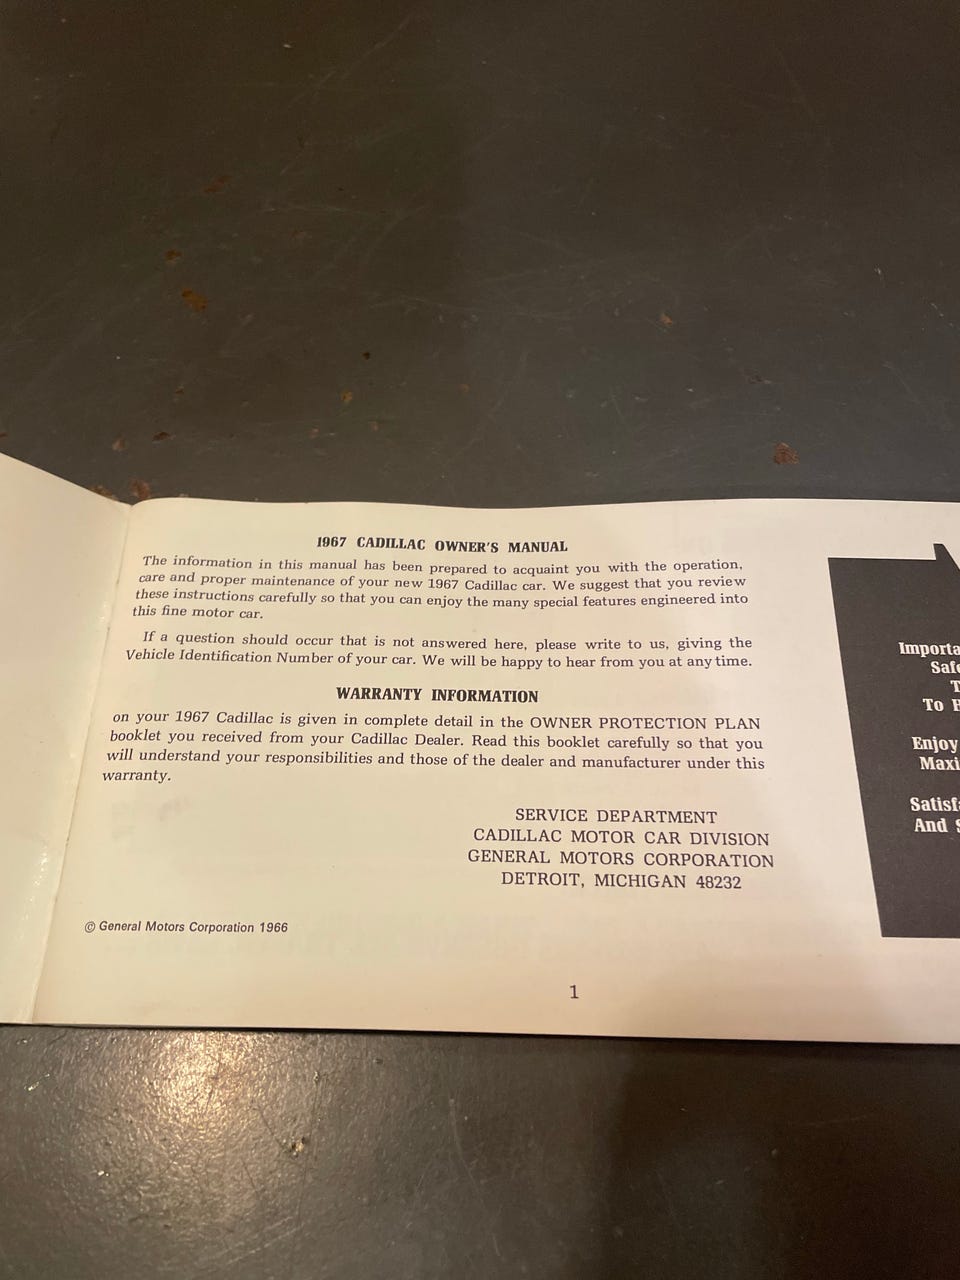 1967 CADILLAC OWNER'S MANUAL
The information in this manual has been prepared to acquaint you with the operation,
care and proper maintenance of your new 1967 Cadillac car. We suggest that you review
these instructions carefully so that you can enjoy the many special features engineered into
this fine motor car.
If a question should occur that is not answered here, please write to us, giving the
Vehicle Identification Number of your car. We will be happy to hear from you at any time.
WARRANTY INFORMATION
on your 1967 Cadillac is given in complete detail in the OWNER PROTECTION PLAN
booklet you received from your Cadillac Dealer. Read this booklet carefully so that you
will understand your responsibilities and those of the dealer and manufacturer under this
warranty.
SERVICE DEPARTMENT
CADILLAC MOTOR CAR DIVISION
GENERAL MOTORS CORPORATION
DETROIT, MICHIGAN 48232
© General Motors Corporation 1966
1
To
Enjoy
And